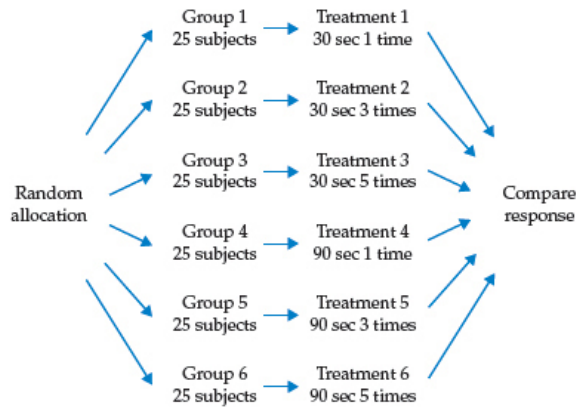 Group 1
25 subjects
Treatment 1
30 sec 1 time
Group 2
25 subjects
Treatment 2
30 sec 3 times
Group 3
25 subjects
Treatment 3
30 sec 5 times
Random
allocation
Compare
response
Group 4
25 subjects
Treatment 4
90 sec 1 time
Group 5
25 subjects
Treatment 5
90 sec 3 times
Group 6
25 subjects
Treatment 6
90 sec 5 times